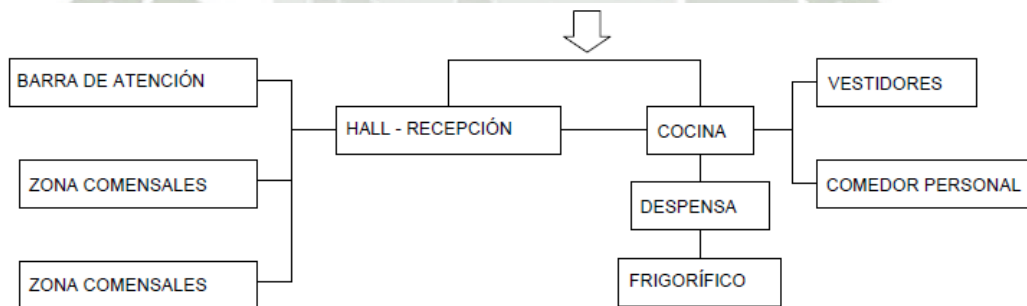 BARRA DE ATENCIÓN
VESTIDORES
HALL - RECEPCIÓN
COCINA
ZONA COMENSALES
COMEDOR PERSONAL
DESPENSA
ZONA COMENSALES
FRIGORÍFICO